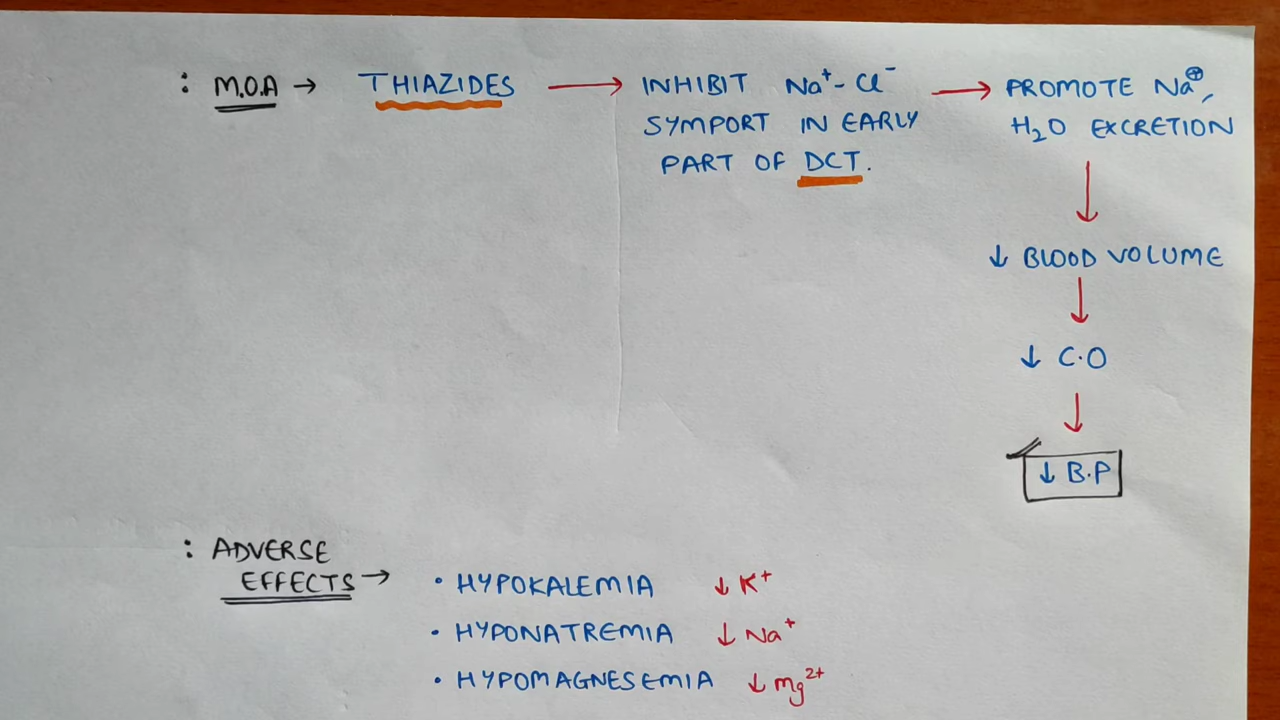 : M.O.A → THIAZIDES → INHIBIT Na⁺-Cl⁻ → PROMOTE Na⊕,
SYMPORT IN EARLY H₂O EXCRETION
PART OF DCT.
↓ BLOOD VOLUME
↓ C.O
↓ B.P
: ADVERSE
EFFECTS →
• HYPOKALEMIA ↓ K⁺
• HYPONATREMIA ↓ Na⁺
• HYPOMAGNESEMIA ↓ Mg²⁺